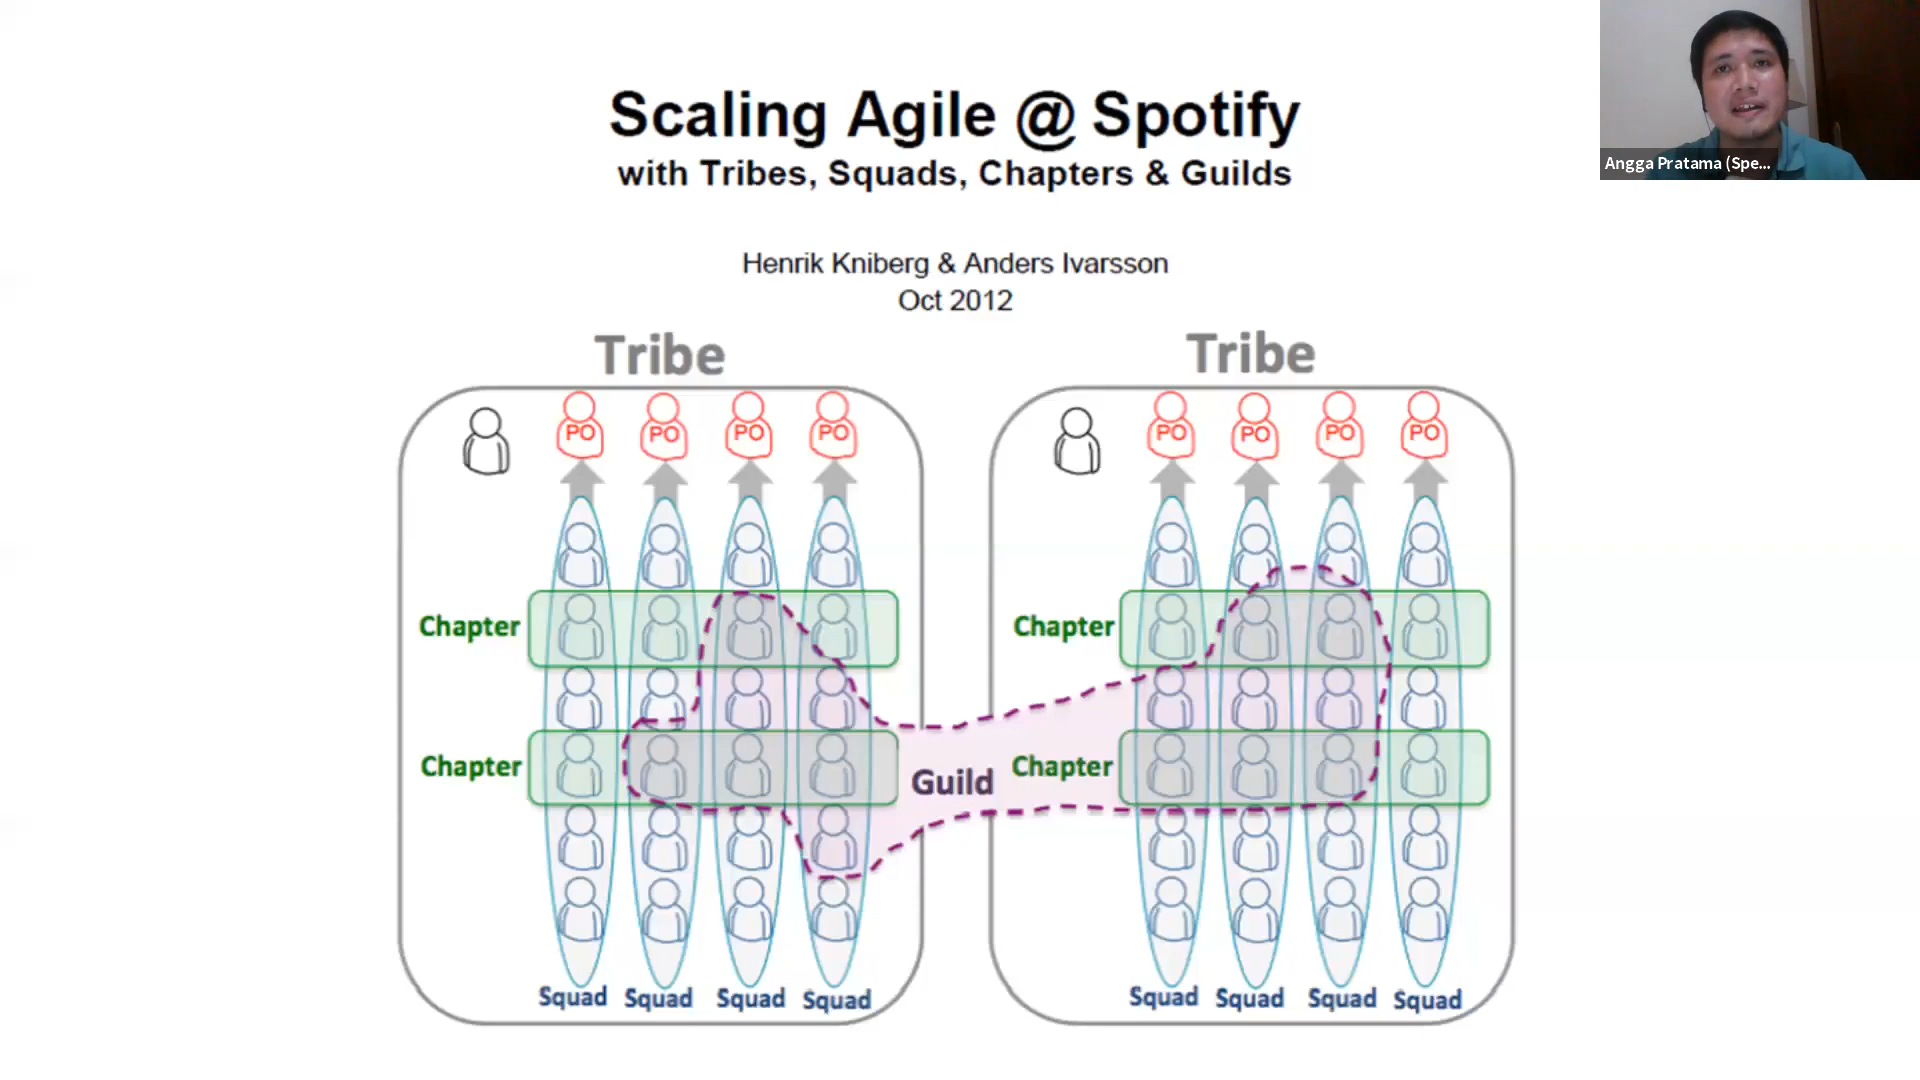 Scaling Agile @ Spotify
with Tribes, Squads, Chapters & Guilds
Henrik Kniberg & Anders Ivarsson
Oct 2012
Angga Pratama (Spe...
Tribe
Tribe
PO PO PO PO
PO PO PO PO
Chapter
Chapter
Chapter
Guild
Chapter
Squad Squad Squad Squad
Squad Squad Squad Squad